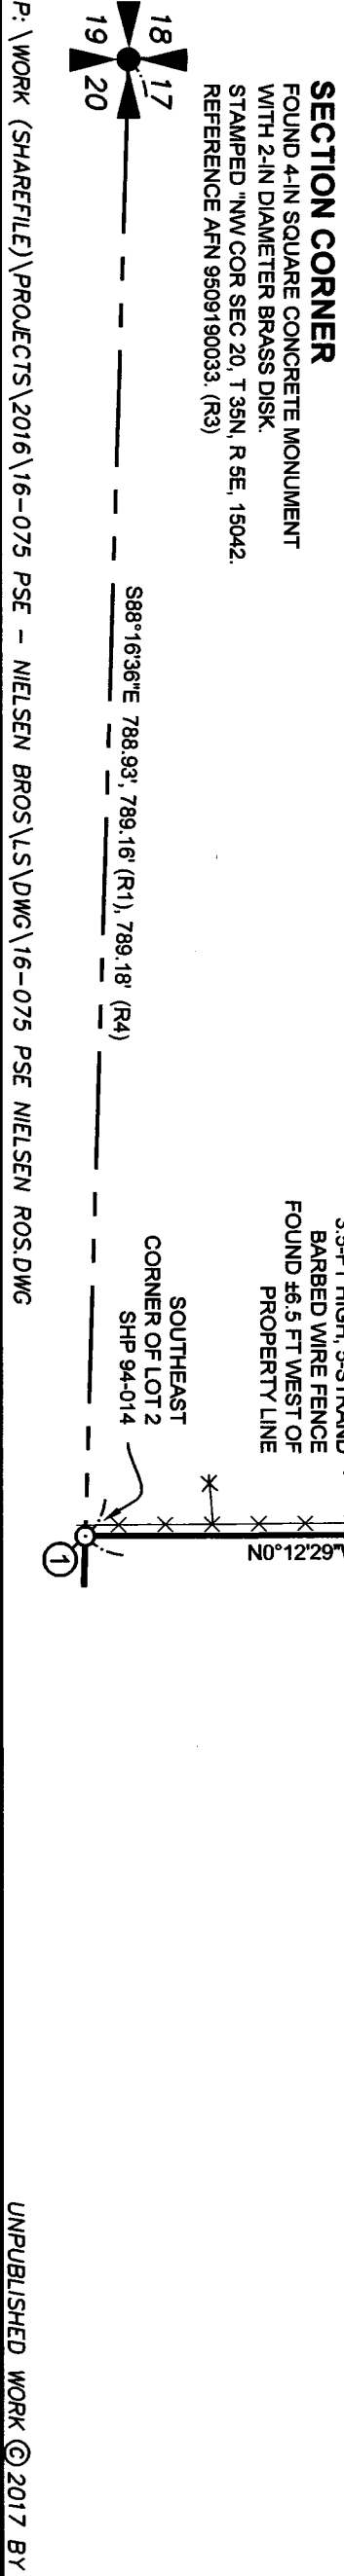 SECTION CORNER
FOUND 4-IN SQUARE CONCRETE MONUMENT
WITH 2-IN DIAMETER BRASS DISK.
STAMPED "NW COR SEC 20, T 35N, R 5E, 15042.
REFERENCE AFN 9509190033. (R3)
18 17
19 20
S88°16'36"E 788.93', 789.16' (R1), 789.18' (R4)
BARBED WIRE FENCE
FOUND ±6.5 FT WEST OF
PROPERTY LINE
N0°12'29"
SOUTHEAST
CORNER OF LOT 2
SHP 94-014
1
P:\WORK (SHAREFILE)\PROJECTS\2016\16-075 PSE - NIELSEN BROS\LS\DWG\16-075 PSE NIELSEN ROS.DWG
UNPUBLISHED WORK © 2017 BY